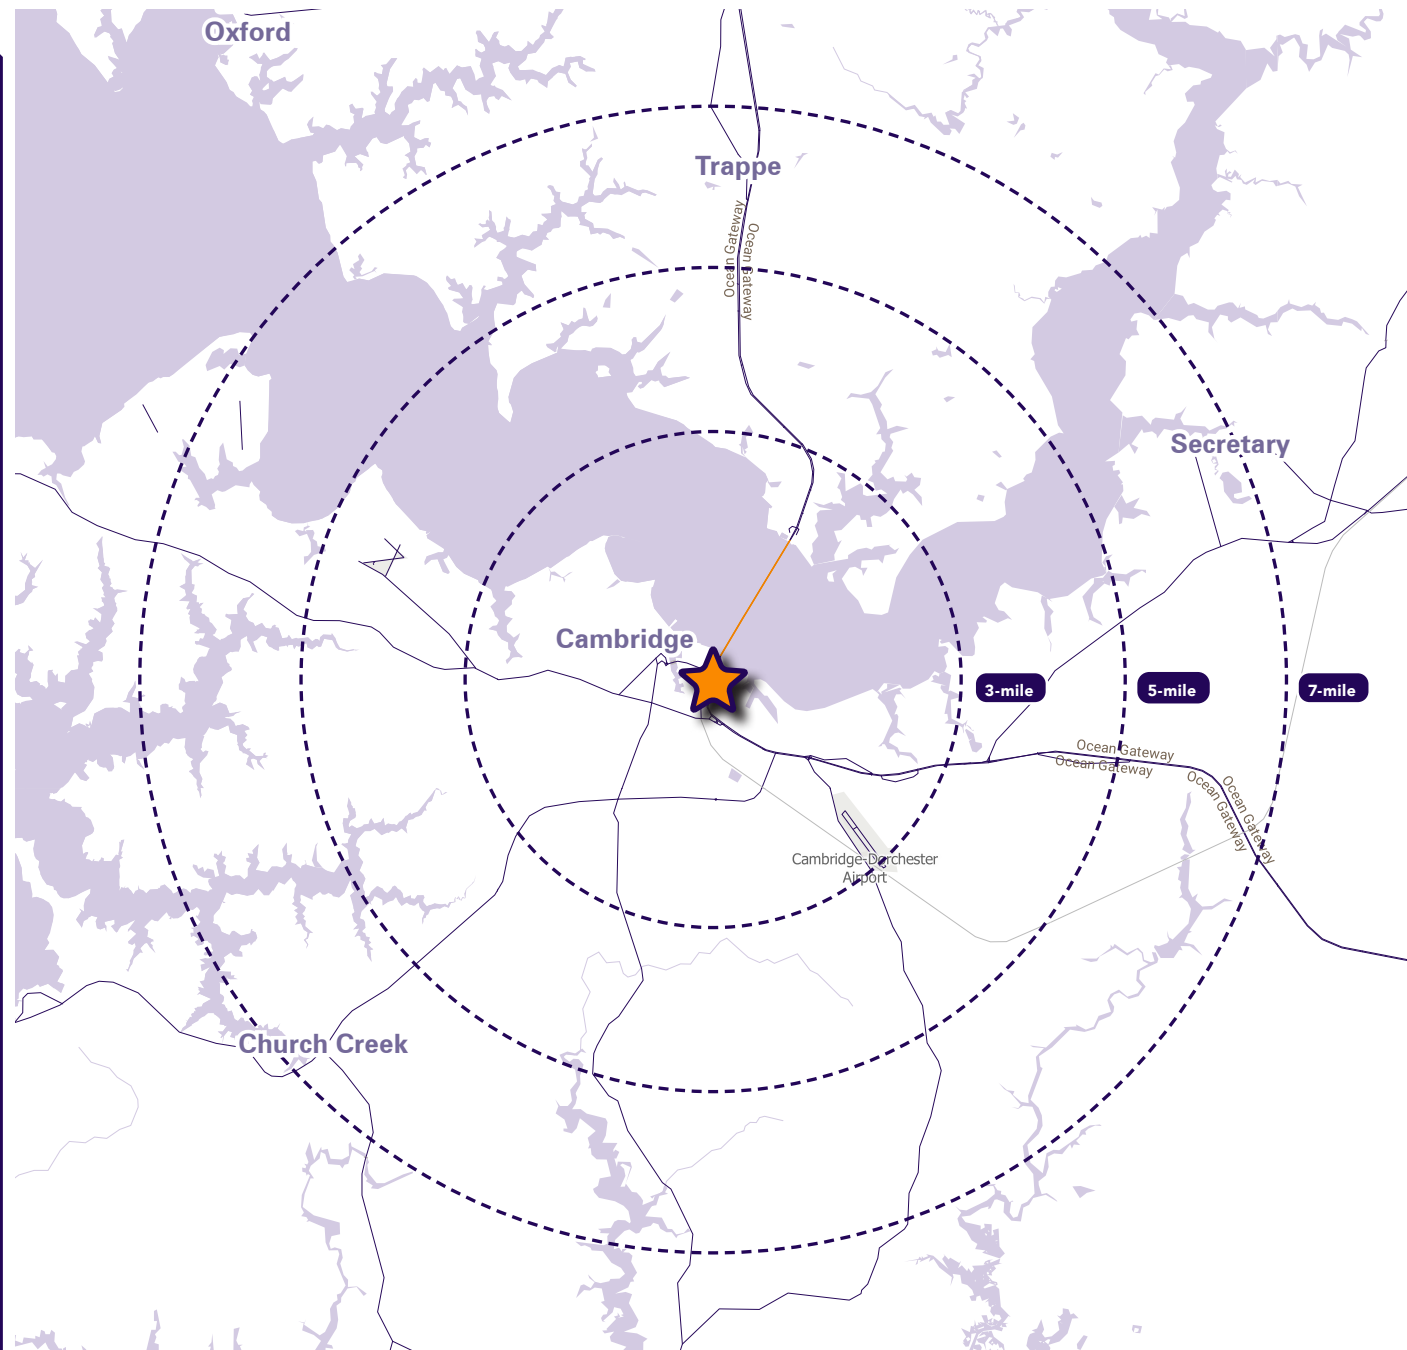 Oxford
Trappe
Ocean Gateway
Ocean Gateway
Secretary
Cambridge
3-mile
5-mile
7-mile
Ocean Gateway
Ocean Gateway
Ocean Gateway
Ocean Gateway
Cambridge-Dorchester
Airport
Church Creek